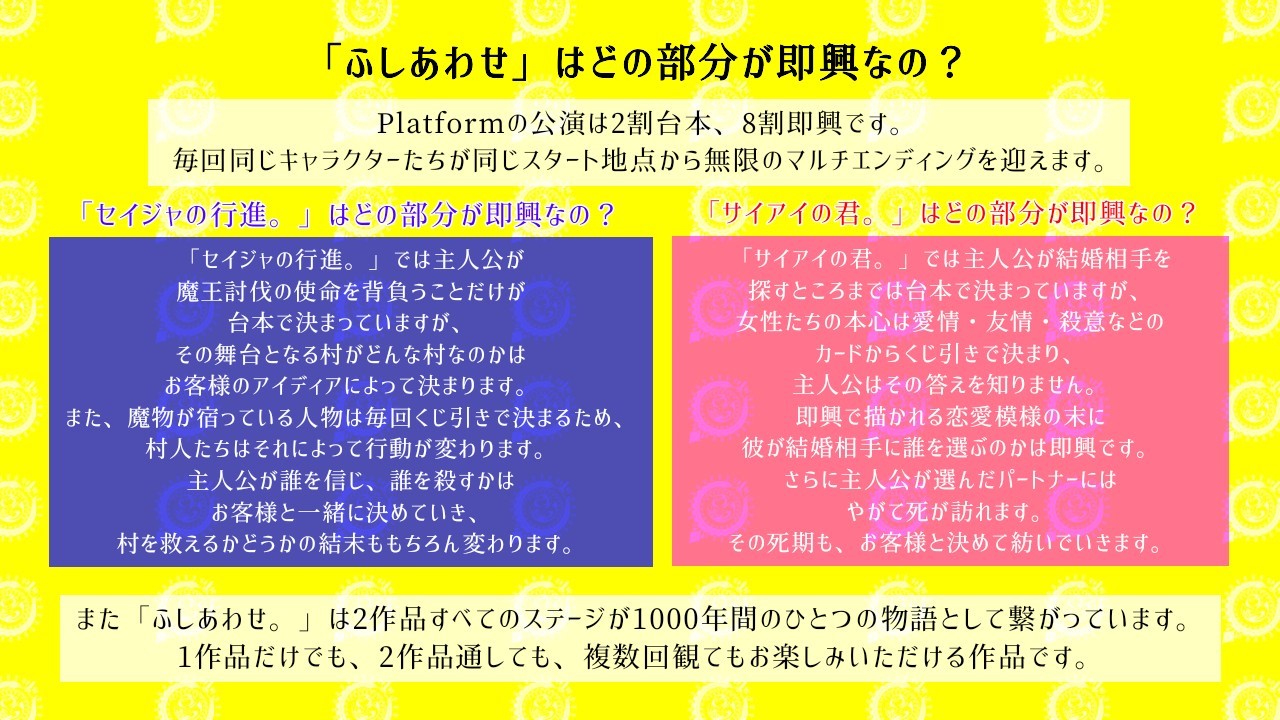 「ふしあわせ」はどの部分が即興なの？
Platformの公演は2割台本、8割即興です。
毎回同じキャラクターたちが同じスタート地点から無限のマルチエンディングを迎えます。
「セイジャの行進。」はどの部分が即興なの？
「セイジャの行進。」では主人公が
魔王討伐の使命を背負うことだけが
台本で決まっていますが、
その舞台となる村がどんな村なのかは
お客様のアイディアによって決まります。
また、魔物が宿っている人物は毎回くじ引きで決まるため、
村人たちはそれによって行動が変わります。
主人公が誰を信じ、誰を殺すかは
お客様と一緒に決めていき、
村を救えるかどうかの結末ももちろん変わります。
「サイアイの君。」はどの部分が即興なの？
「サイアイの君。」では主人公が結婚相手を
探すところまでは台本で決まっていますが、
女性たちの本心は愛情・友情・殺意などの
カードからくじ引きで決まり、
主人公はその答えを知りません。
即興で描かれる恋愛模様の末に
彼が結婚相手に誰を選ぶのかは即興です。
さらに主人公が選んだパートナーには
やがて死が訪れます。
その死期も、お客様と決めて紡いでいきます。
また「ふしあわせ。」は2作品すべてのステージが1000年間のひとつの物語として繋がっています。
1作品だけでも、2作品通しても、複数回観てもお楽しみいただける作品です。